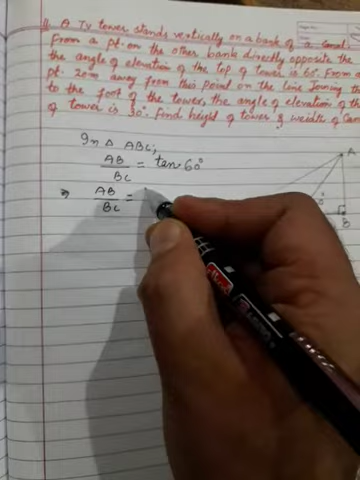 11. A TV tower stands vertically on a bank of a canal.
From a pt. on the other bank directly opposite the
the angle of elevation of the top of tower is 60°. From
pt. 20m away from this point on the line Joining th
to the foot of the tower, the angle of elevation of the
of tower is 30°. Find height of tower & width of Can
In Δ ABC,
AB/BC = tan 60°
⇒ AB/BC =
A
B